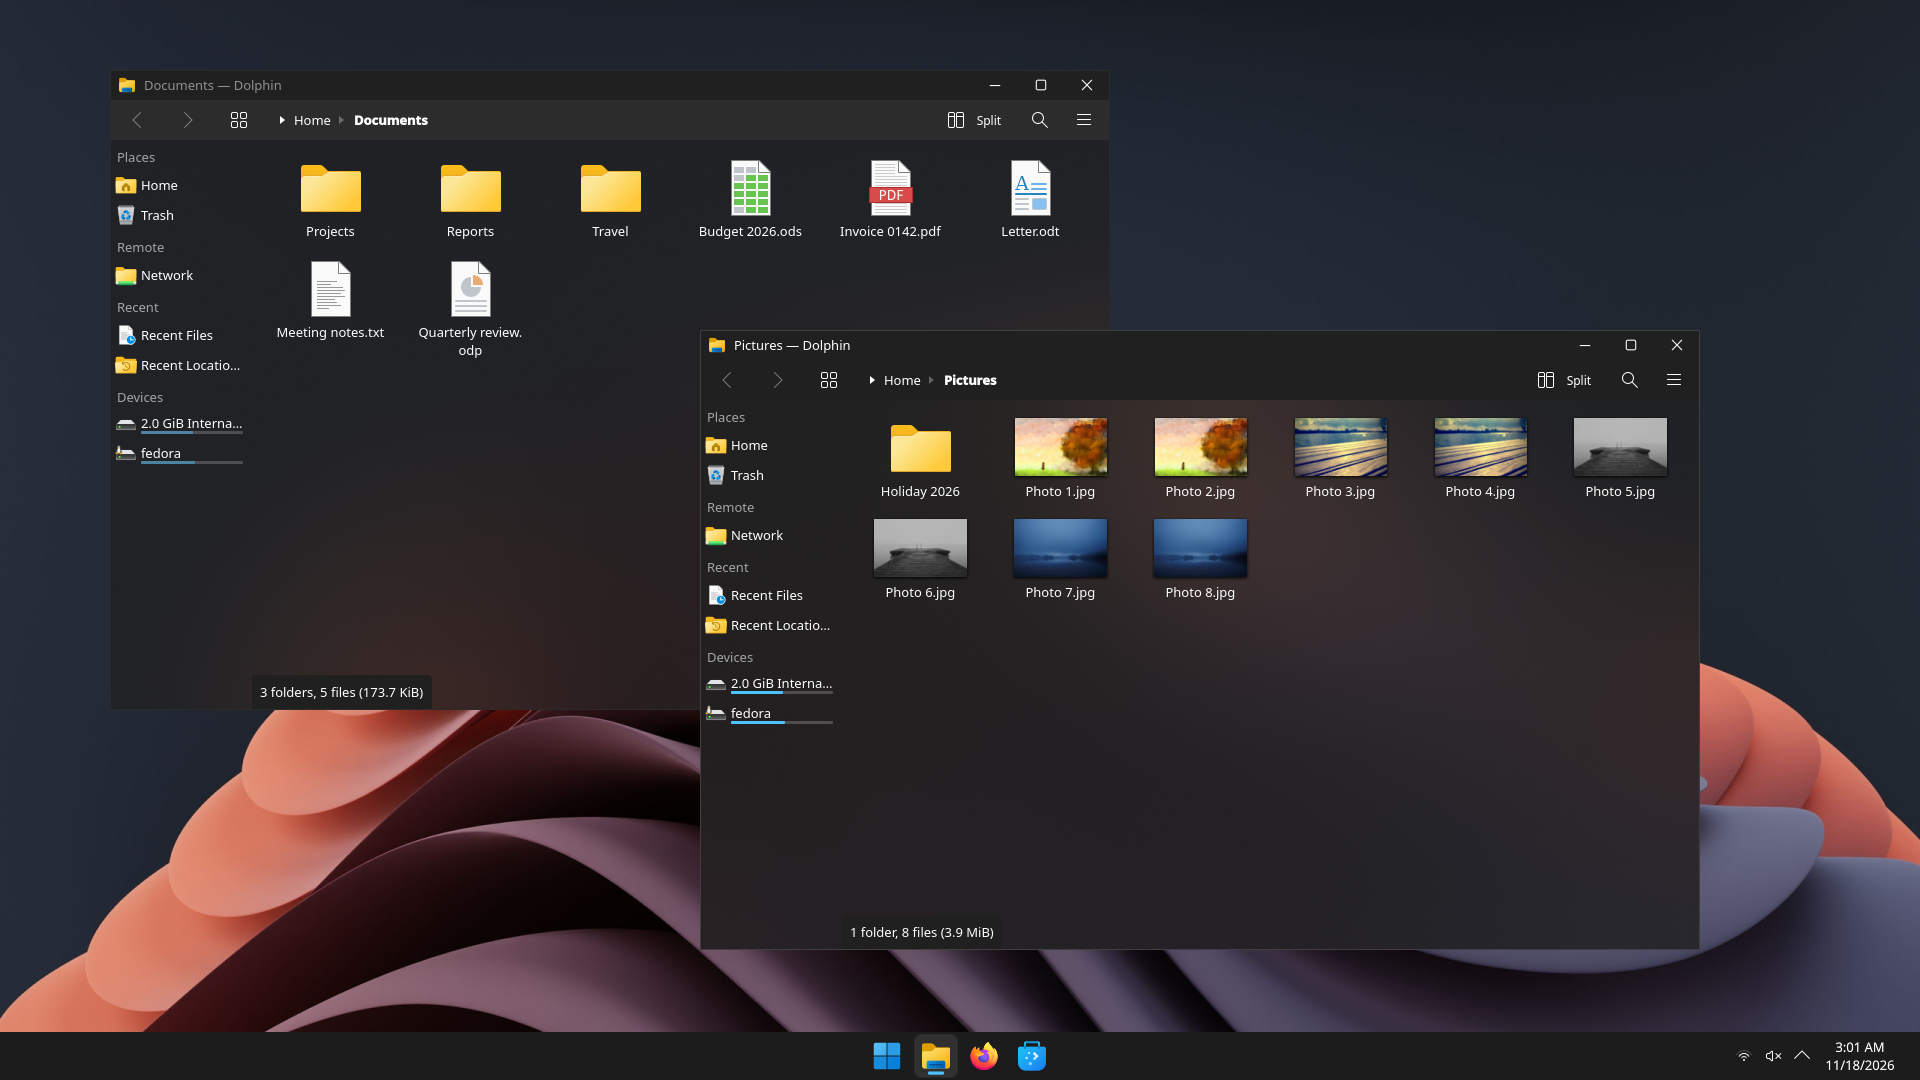 Documents — Dolphin
Home
Documents
Split
Places
Home
Trash
Remote
Network
Recent
Recent Files
Recent Locatio...
Devices
2.0 GiB Interna...
fedora
Projects
Reports
Travel
Budget 2026.ods
PDF
Invoice 0142.pdf
A
Letter.odt
Meeting notes.txt
Quarterly review.
odp
3 folders, 5 files (173.7 KiB)
Pictures — Dolphin
Home
Pictures
Split
Places
Home
Trash
Remote
Network
Recent
Recent Files
Recent Locatio...
Devices
2.0 GiB Interna...
fedora
Holiday 2026
Photo 1.jpg
Photo 2.jpg
Photo 3.jpg
Photo 4.jpg
Photo 5.jpg
Photo 6.jpg
Photo 7.jpg
Photo 8.jpg
1 folder, 8 files (3.9 MiB)
3:01 AM
11/18/2026